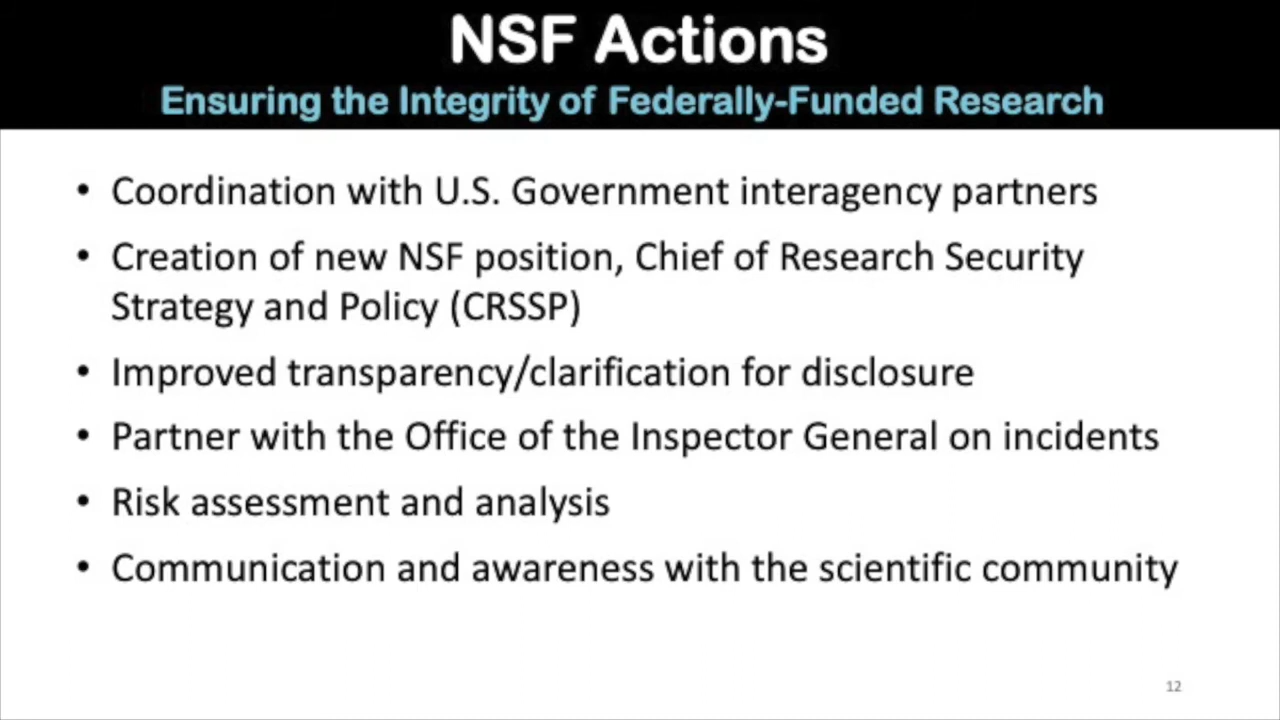 NSF Actions
Ensuring the Integrity of Federally-Funded Research
• Coordination with U.S. Government interagency partners
• Creation of new NSF position, Chief of Research Security
Strategy and Policy (CRSSP)
• Improved transparency/clarification for disclosure
• Partner with the Office of the Inspector General on incidents
• Risk assessment and analysis
• Communication and awareness with the scientific community
12